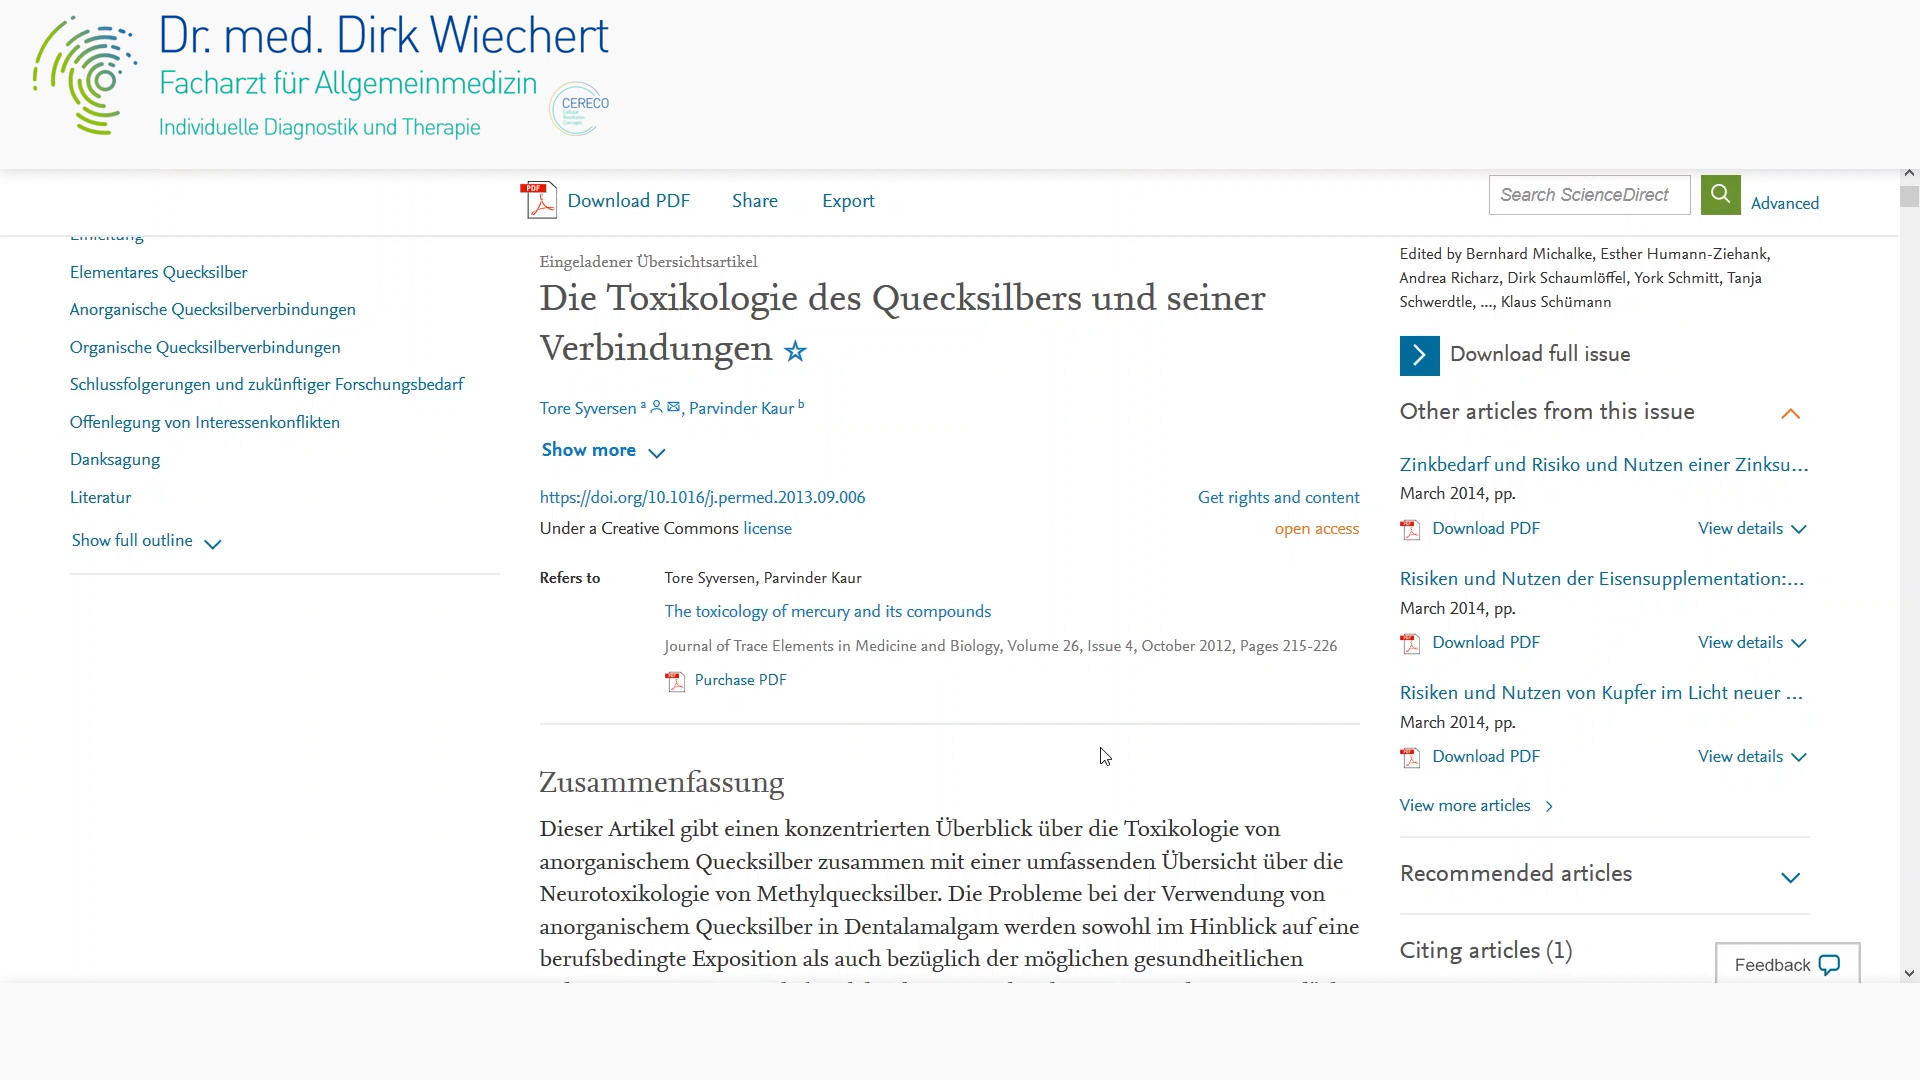 Dr. med. Dirk Wiechert
Facharzt für Allgemeinmedizin
Individuelle Diagnostik und Therapie
CERECO
PDF
Download PDF
Share
Export
Search ScienceDirect
Advanced
Einleitung
Elementares Quecksilber
Anorganische Quecksilberverbindungen
Organische Quecksilberverbindungen
Schlussfolgerungen und zukünftiger Forschungsbedarf
Offenlegung von Interessenkonflikten
Danksagung
Literatur
Show full outline
Eingeladener Übersichtsartikel
Die Toxikologie des Quecksilbers und seiner
Verbindungen
Tore Syversen a, Parvinder Kaur b
Show more
https://doi.org/10.1016/j.permed.2013.09.006
Get rights and content
Under a Creative Commons license
open access
Refers to
Tore Syversen, Parvinder Kaur
The toxicology of mercury and its compounds
Journal of Trace Elements in Medicine and Biology, Volume 26, Issue 4, October 2012, Pages 215-226
Purchase PDF
Zusammenfassung
Dieser Artikel gibt einen konzentrierten Überblick über die Toxikologie von
anorganischem Quecksilber zusammen mit einer umfassenden Übersicht über die
Neurotoxikologie von Methylquecksilber. Die Probleme bei der Verwendung von
anorganischem Quecksilber in Dentalamalgam werden sowohl im Hinblick auf eine
berufsbedingte Exposition als auch bezüglich der möglichen gesundheitlichen
Edited by Bernhard Michalke, Esther Humann-Ziehank,
Andrea Richarz, Dirk Schaumlöffel, York Schmitt, Tanja
Schwerdtle, ..., Klaus Schümann
Download full issue
Other articles from this issue
Zinkbedarf und Risiko und Nutzen einer Zinksu...
March 2014, pp.
Download PDF
View details
Risiken und Nutzen der Eisensupplementation:...
March 2014, pp.
Download PDF
View details
Risiken und Nutzen von Kupfer im Licht neuer ...
March 2014, pp.
Download PDF
View details
View more articles
Recommended articles
Citing articles (1)
Feedback